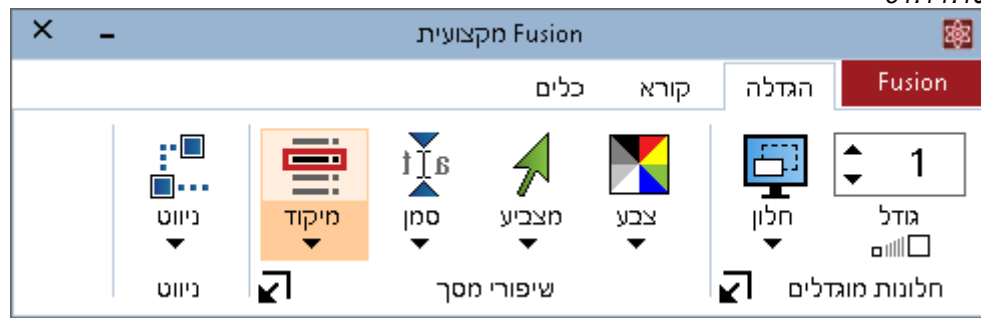 Fusion מקצועית
Fusion הגדלה קורא כלים
1
גודל חלון צבע מצביע סמן מיקוד ניווט
חלונות מוגדלים שיפורי מסך ניווט